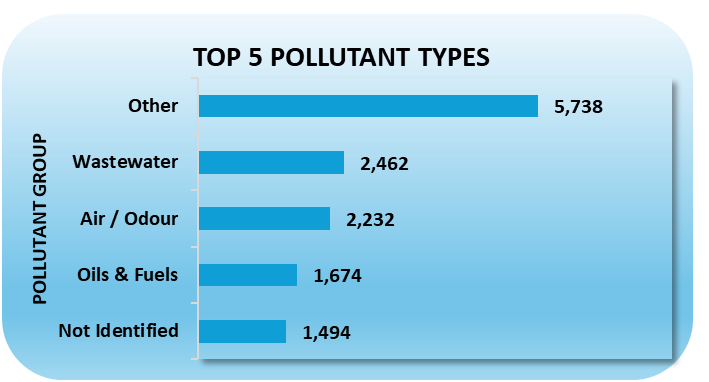 TOP 5 POLLUTANT TYPES
POLLUTANT GROUP
Other 5,738
Wastewater 2,462
Air / Odour 2,232
Oils & Fuels 1,674
Not Identified 1,494